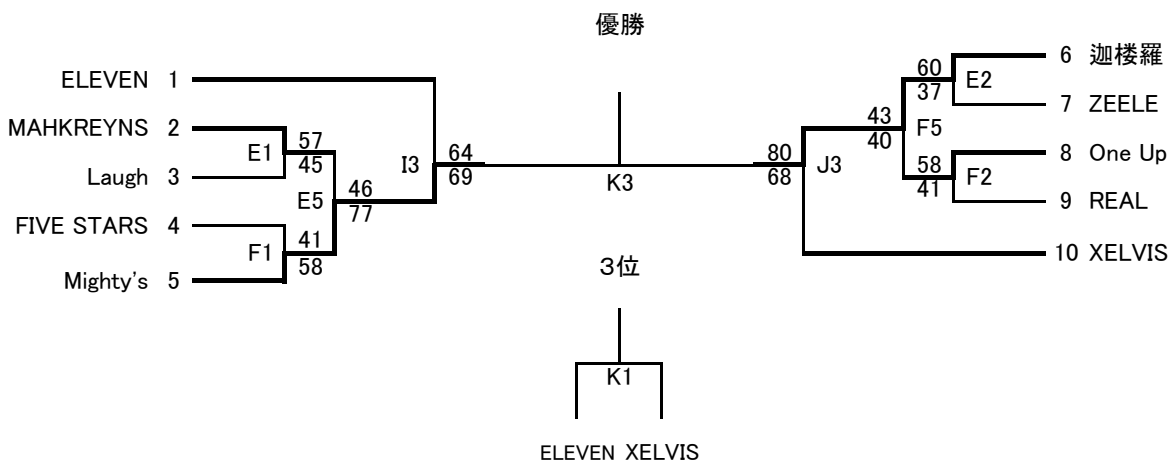 優勝
ELEVEN 1
MAHKREYNS 2
Laugh 3
FIVE STARS 4
Mighty's 5
E1
57
45
F1
41
58
E5
46
77
I3
64
69
K3
80
68
J3
43
40
F5
60
37
E2
58
41
F2
6 迦楼羅
7 ZEELE
8 One Up
9 REAL
10 XELVIS
3位
K1
ELEVEN XELVIS